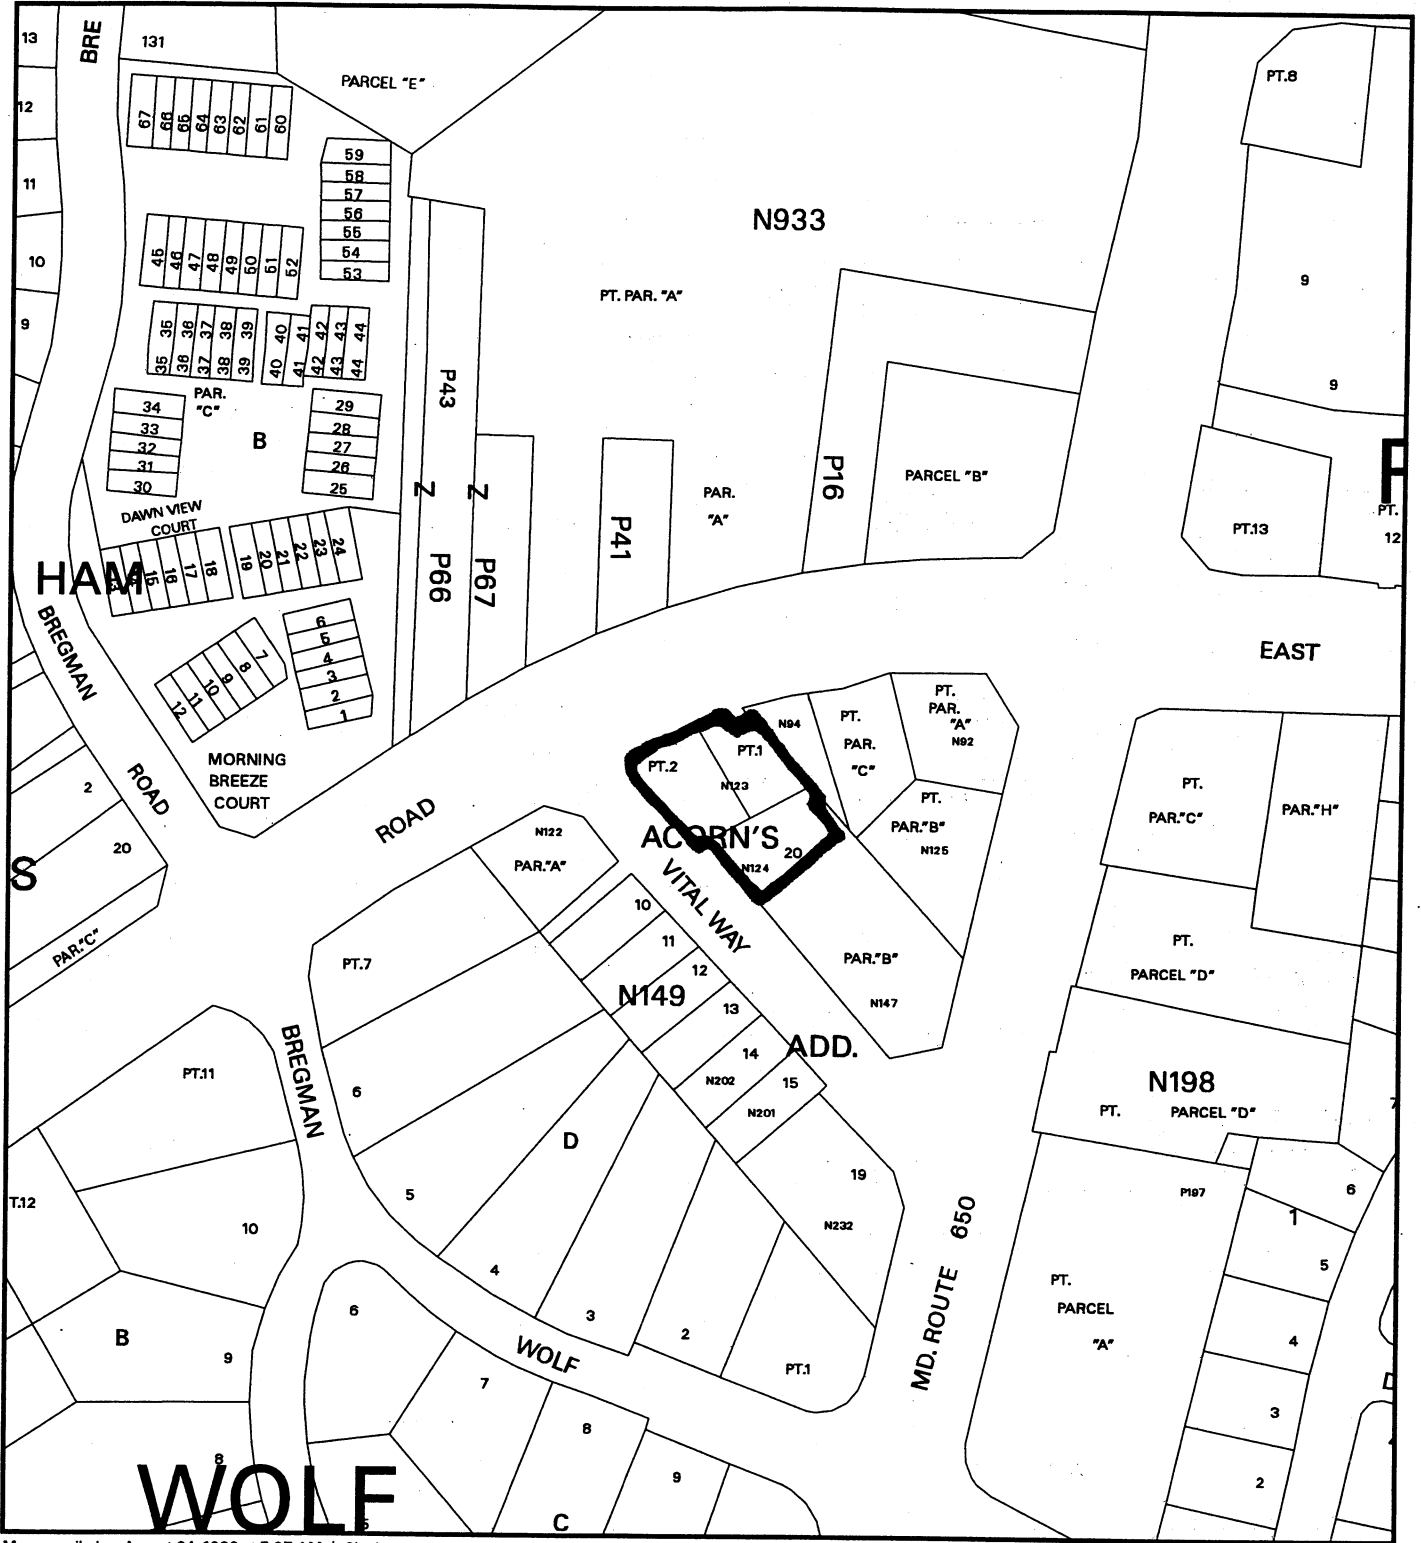 13
BRE
131
PARCEL "E"
PT.8
12
67 66 65 64 63 62 61 60
59
58
57
56
55
54
53
11
N933
45 46 47 48 49 50 51 52
10
9
PT. PAR. "A"
9
35 36 37 38 39 40 41 42 43 44
35 36 37 38 39 40 41 42 43 44
9
P43
PAR.
"C"
34
33
32
31
30
B
29
28
27
26
25
P16
PARCEL "B"
PAR.
"A"
Z Z
P41
PT.13
PT.
12
DAWN VIEW
COURT
15 16 17 18
19 20 21 22 23 24
P66
P67
HAM
BREGMAN
ROAD
6
5
4
3
2
1
7
8
9
10
11
12
EAST
MORNING
BREEZE
COURT
2
20
S
PAR."C"
ROAD
PT.2
PT.1
N123
N94
PT.
PAR.
"C"
PT.
PAR.
"A"
N92
PT.
PAR."B"
N125
PT.
PAR."C"
PAR."H"
ACORN'S
20
N124
N122
PAR."A"
VITAL WAY
10
11
12
N149
13
14
N202
15
N201
ADD.
PAR."B"
N147
PT.7
PT.
PARCEL "D"
N198
PT. PARCEL "D"
BREGMAN
PT.11
6
D
5
4
3
2
PT.1
19
N232
T.12
10
B
9
8
6
WOLF
7
8
9
MD. ROUTE 650
P197
1
6
5
4
3
2
7
PT.
PARCEL
"A"
WOLF
C